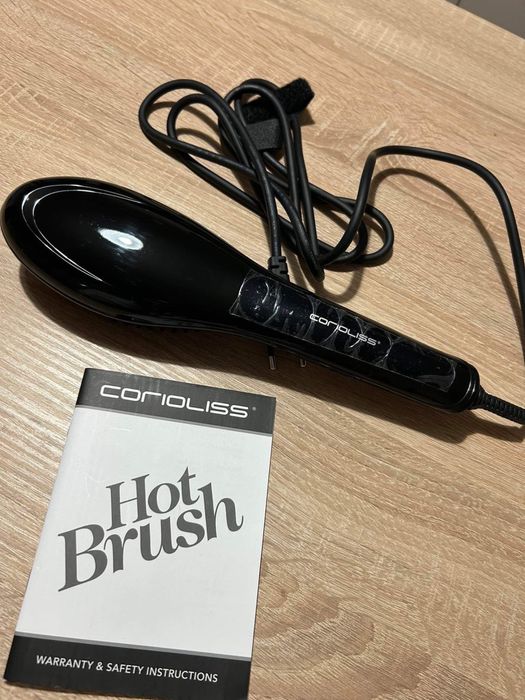 CORIOLISS®
CORIOLISS®
Hot
Brush
WARRANTY & SAFETY INSTRUCTIONS